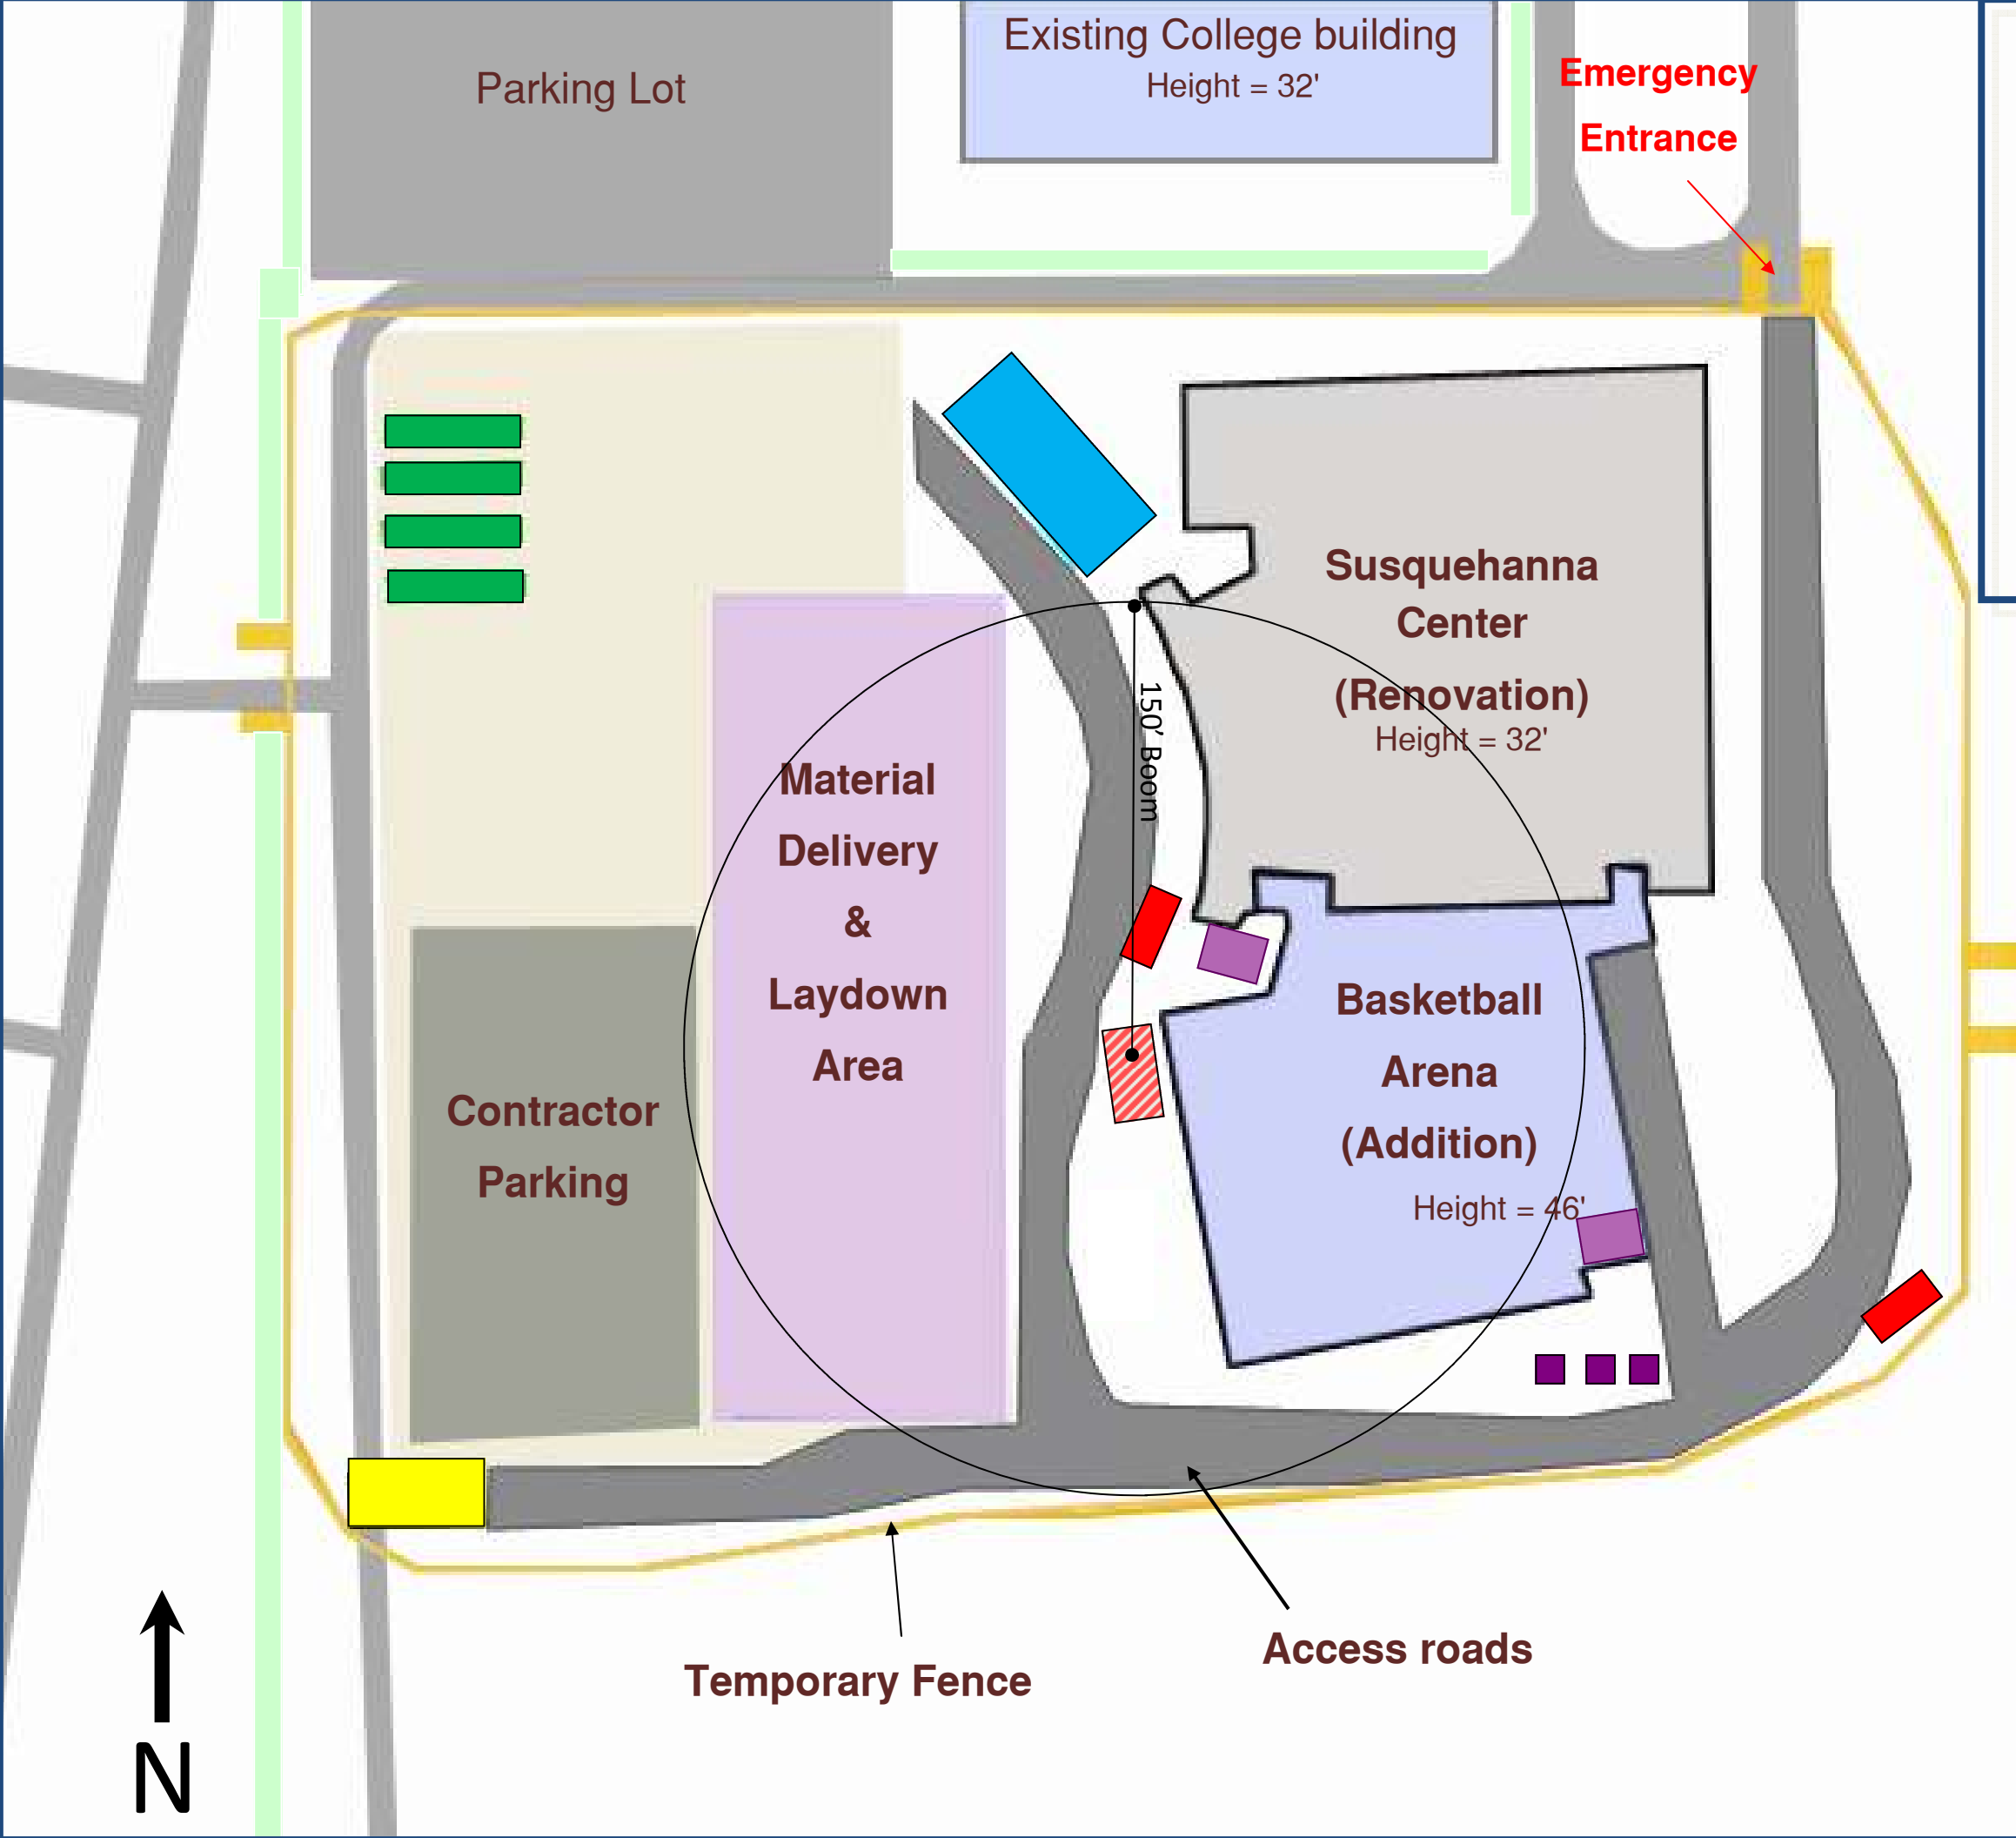 Existing College building
Height = 32'
Parking Lot
Emergency
Entrance
Susquehanna
Center
(Renovation)
Height = 32'
150’ Boom
Material
Delivery
&
Laydown
Area
Basketball
Arena
(Addition)
Height = 46'
Contractor
Parking
Access roads
Temporary Fence
N